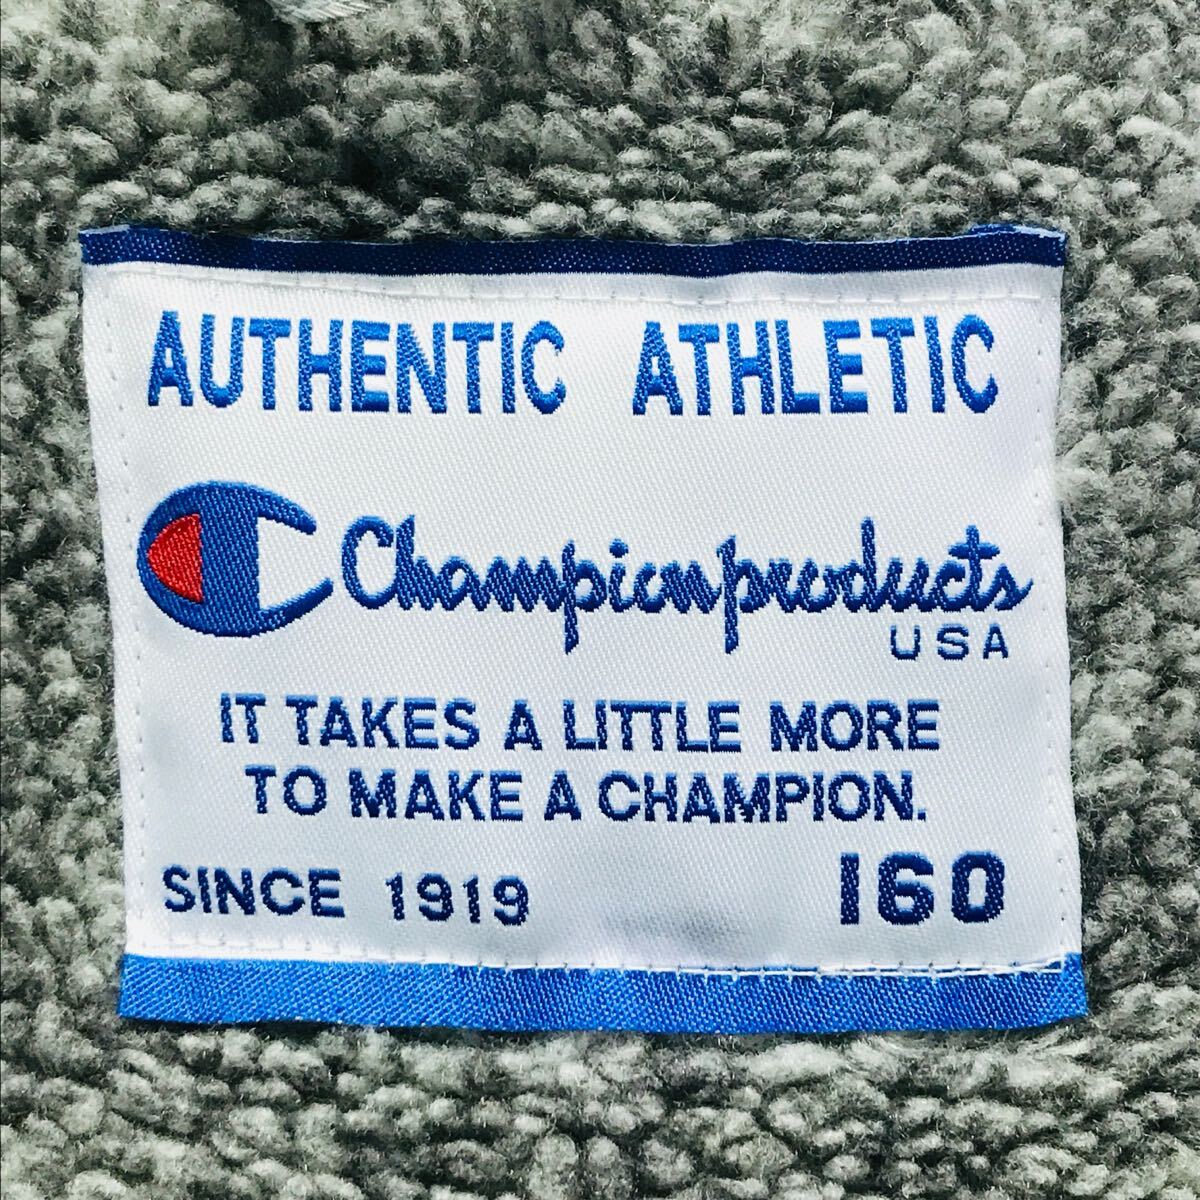 AUTHENTIC ATHLETIC
Championproducts
USA
IT TAKES A LITTLE MORE
TO MAKE A CHAMPION.
SINCE 1919 160